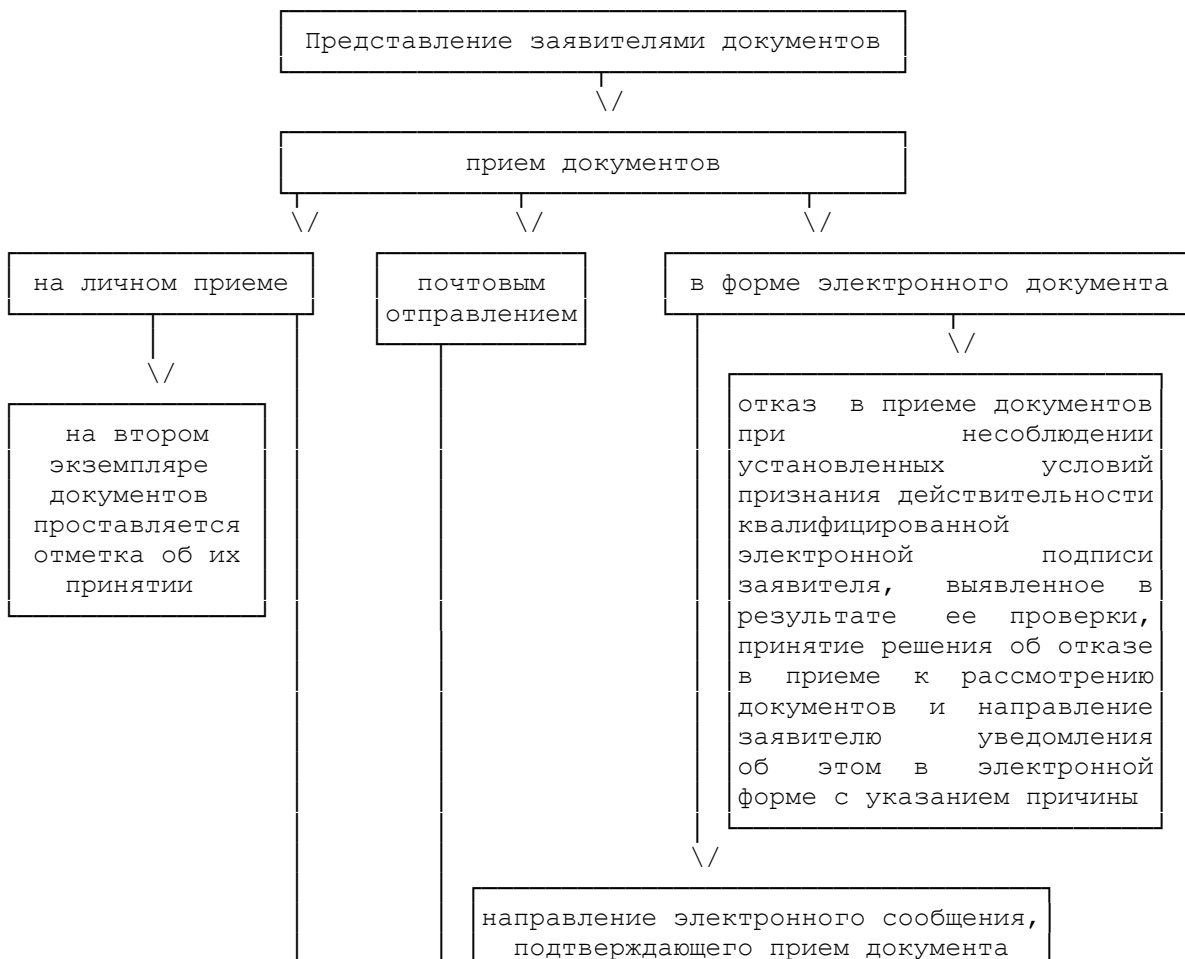 Представление заявителями документов
прием документов
на личном приеме
почтовым
отправлением
в форме электронного документа
на втором
экземпляре
документов
проставляется
отметка об их
принятии
отказ в приеме документов
при несоблюдении
установленных условий
признания действительности
квалифицированной
электронной подписи
заявителя, выявленное в
результате ее проверки,
принятие решения об отказе
в приеме к рассмотрению
документов и направление
заявителю уведомления
об этом в электронной
форме с указанием причины
направление электронного сообщения,
подтверждающего прием документа